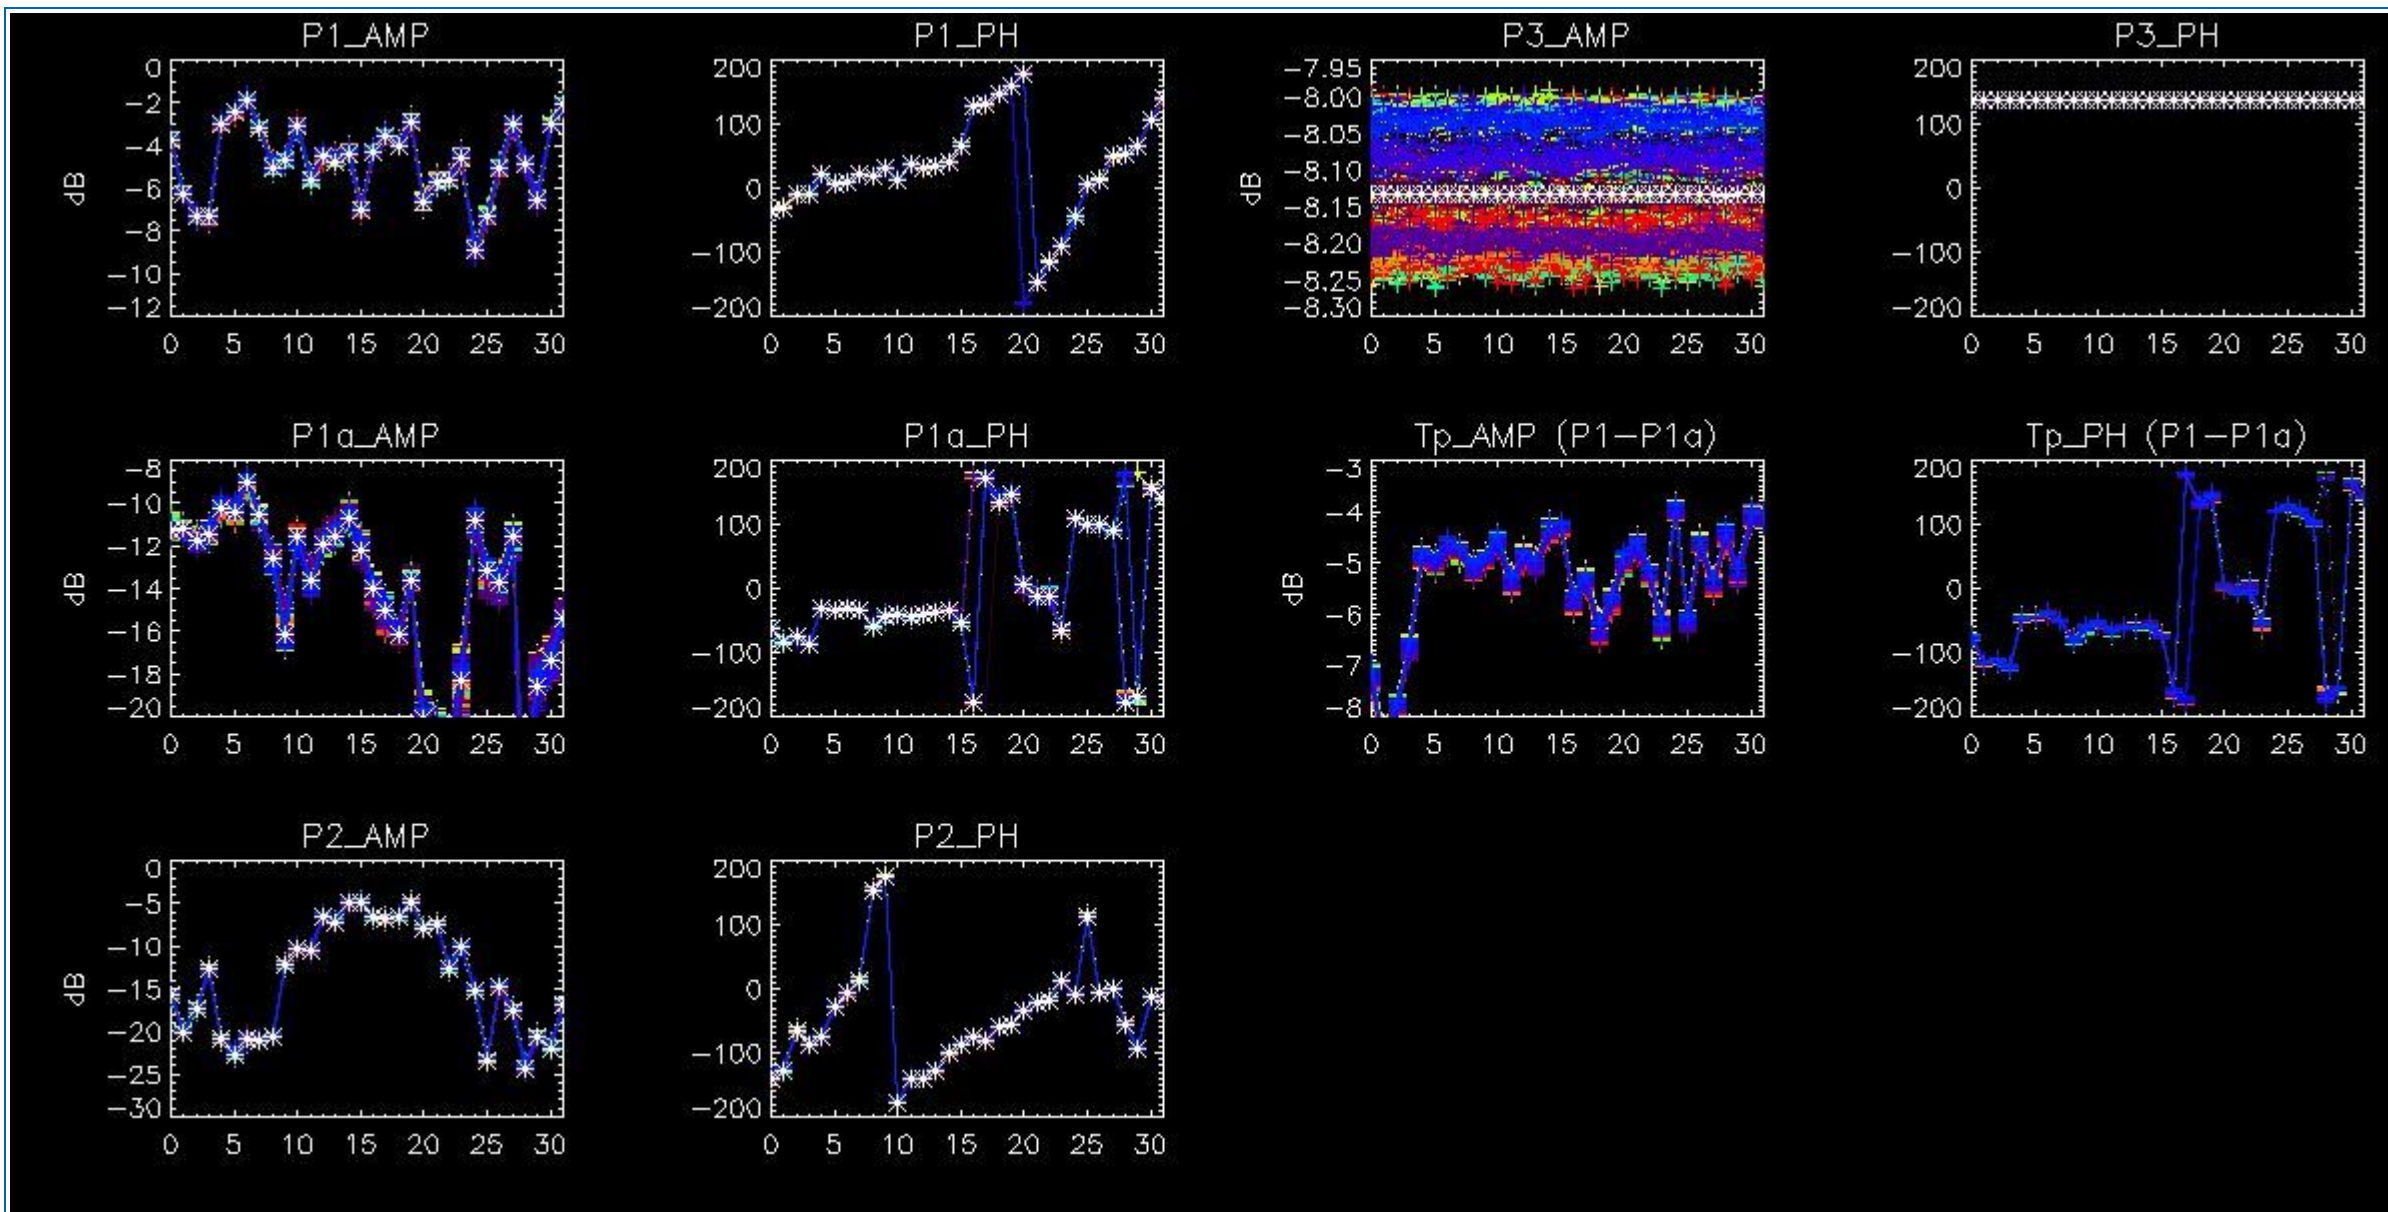 P1_AMP P1_PH P3_AMP P3_PH
0 200 -7.95 200
-2 100 -8.00 100
-4 0 -8.05 0
-6 -100 -8.10 -100
-8 -200 -8.15 -200
-10 -8.20
-12 -8.25
-8.30
dB dB
0 5 10 15 20 25 30 0 5 10 15 20 25 30 0 5 10 15 20 25 30 0 5 10 15 20 25 30
P1a_AMP P1a_PH Tp_AMP (P1-P1a) Tp_PH (P1-P1a)
-8 200 -3 200
-10 100 -4 100
-12 0 -5 0
-14 -100 -6 -100
-16 -200 -7 -200
-18 -8
-20
dB dB
0 5 10 15 20 25 30 0 5 10 15 20 25 30 0 5 10 15 20 25 30 0 5 10 15 20 25 30
P2_AMP P2_PH
0 200
-5 100
-10 0
-15 -100
-20 -200
-25
-30
dB
0 5 10 15 20 25 30 0 5 10 15 20 25 30